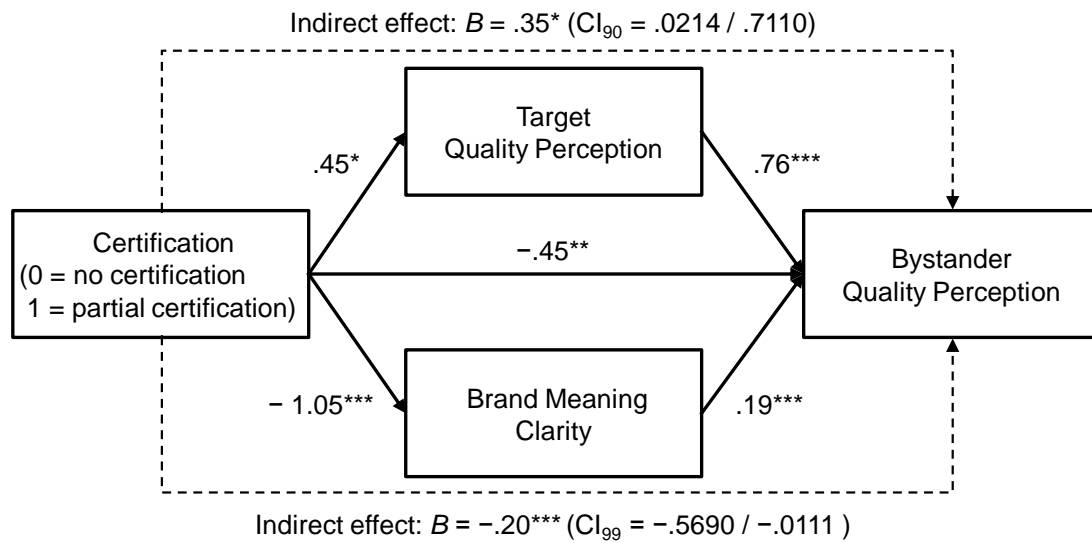 Indirect effect: B = .35* (CI90 = .0214 / .7110)
Target
Quality Perception
.45*
.76***
Certification
(0 = no certification
1 = partial certification)
−.45**
Bystander
Quality Perception
− 1.05***
Brand Meaning
Clarity
.19***
Indirect effect: B = −.20*** (CI99 = −.5690 / −.0111 )